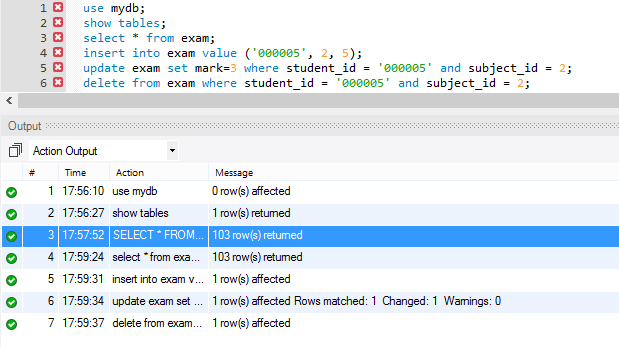 1 use mydb;
2 show tables;
3 select * from exam;
4 insert into exam value ('000005', 2, 5);
5 update exam set mark=3 where student_id = '000005' and subject_id = 2;
6 delete from exam where student_id = '000005' and subject_id = 2;
Output
Action Output
# Time Action Message
1 17:56:10 use mydb 0 row(s) affected
2 17:56:27 show tables 1 row(s) returned
3 17:57:52 SELECT * FROM... 103 row(s) returned
4 17:59:24 select * from exa... 103 row(s) returned
5 17:59:31 insert into exam v... 1 row(s) affected
6 17:59:34 update exam set ... 1 row(s) affected Rows matched: 1 Changed: 1 Warnings: 0
7 17:59:37 delete from exam... 1 row(s) affected